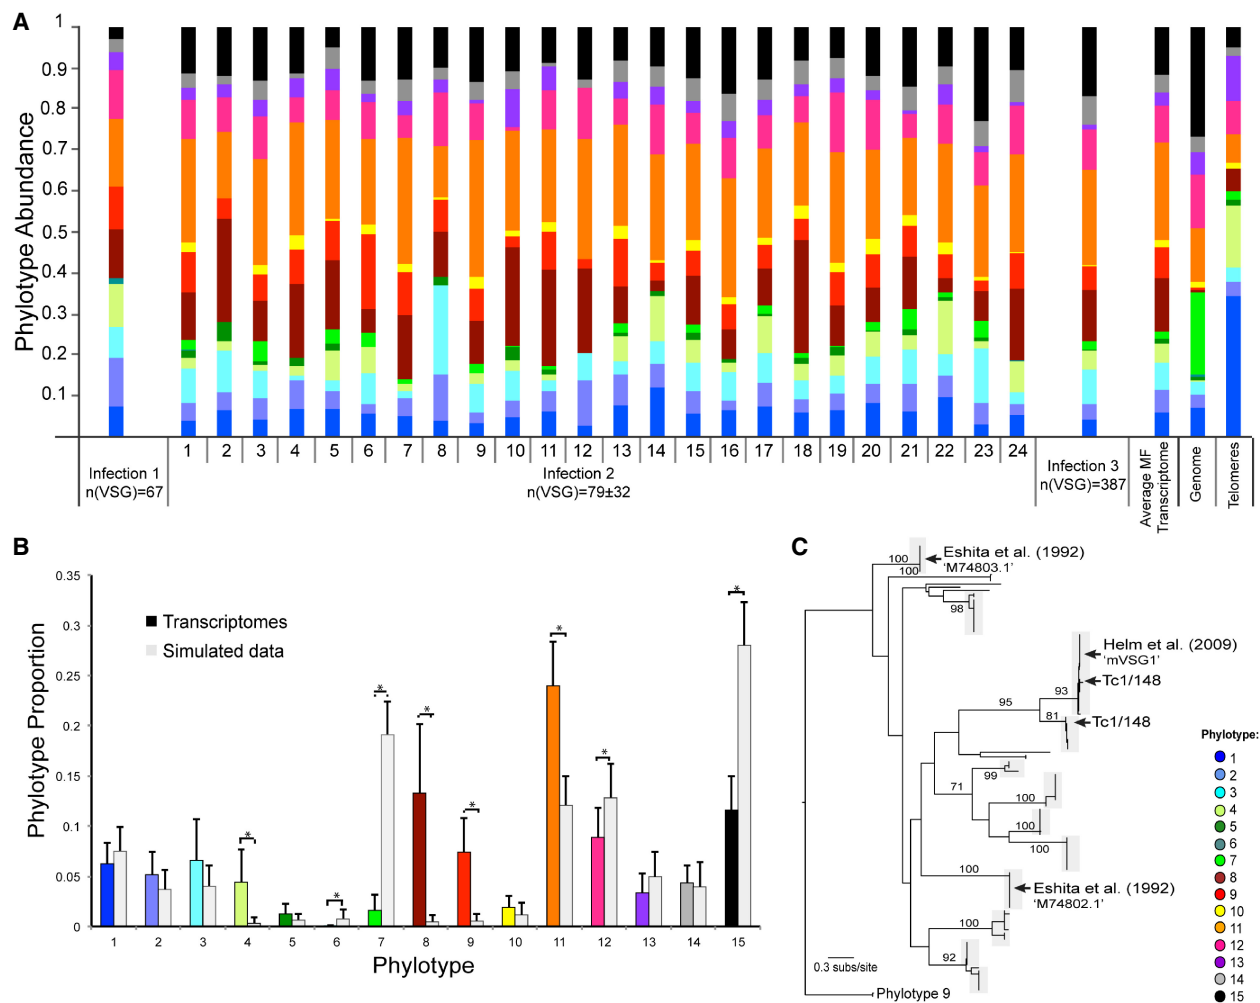 A
Phylotype Abundance
1
0.9
0.8
0.7
0.6
0.5
0.4
0.3
0.2
0.1
1 2 3 4 5 6 7 8 9 10 11 12 13 14 15 16 17 18 19 20 21 22 23 24
Infection 1
n(VSG)=67
Infection 2
n(VSG)=79±32
Infection 3
n(VSG)=387
Average MF
Transcriptome
Genome
Telomeres
B
Phylotype Proportion
0.35
0.3
0.25
0.2
0.15
0.1
0.05
0
Transcriptomes
Simulated data
* * * * * * * *
1 2 3 4 5 6 7 8 9 10 11 12 13 14 15
Phylotype
C
100
Eshita et al. (1992)
'M74803.1'
100
98
Helm et al. (2009)
'mVSG1'
Tc1/148
93
95
81
Tc1/148
99
71
100
100
100
100
Eshita et al. (1992)
'M74802.1'
100
92
0.3 subs/site
Phylotype 9
Phylotype:
1
2
3
4
5
6
7
8
9
10
11
12
13
14
15